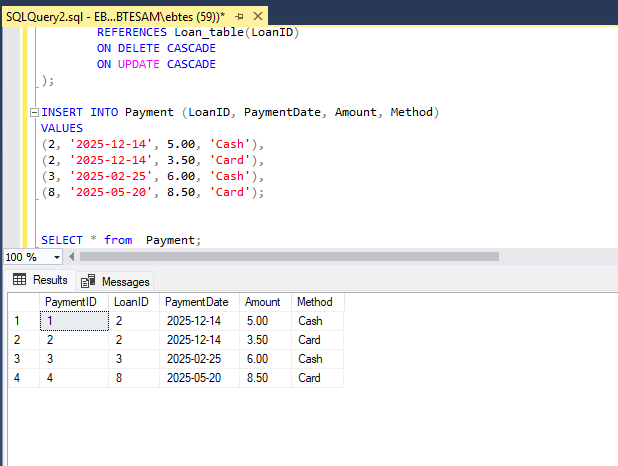 SQLQuery2.sql - EB...BTESAM\ebtes (59))*
REFERENCES Loan_table(LoanID)
ON DELETE CASCADE
ON UPDATE CASCADE
);
INSERT INTO Payment (LoanID, PaymentDate, Amount, Method)
VALUES
(2, '2025-12-14', 5.00, 'Cash'),
(2, '2025-12-14', 3.50, 'Card'),
(3, '2025-02-25', 6.00, 'Cash'),
(8, '2025-05-20', 8.50, 'Card');
SELECT * from  Payment;
100 %
Results Messages
PaymentID LoanID PaymentDate Amount Method
1 1 2 2025-12-14 5.00 Cash
2 2 2 2025-12-14 3.50 Card
3 3 3 2025-02-25 6.00 Cash
4 4 8 2025-05-20 8.50 Card